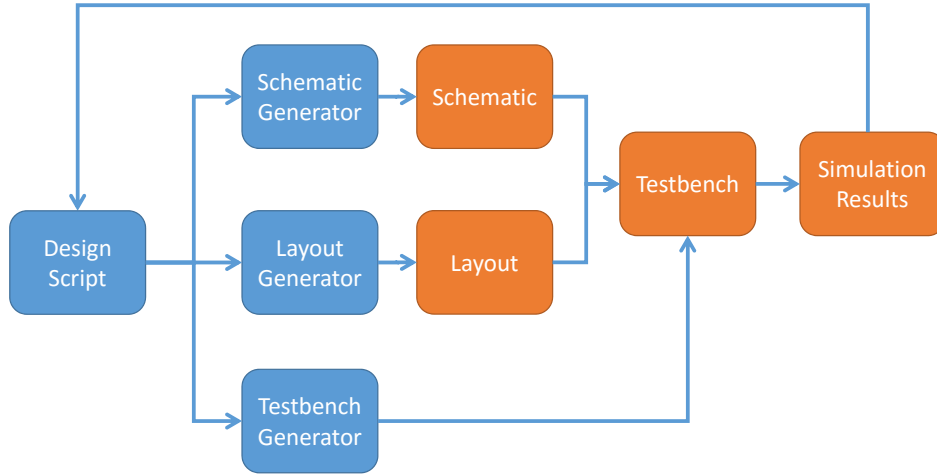 Schematic
Generator
Schematic
Testbench
Simulation
Results
Design
Script
Layout
Generator
Layout
Testbench
Generator